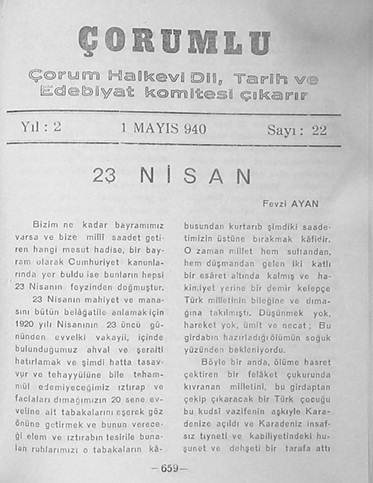 ÇORUMLU
Çorum Halkevi Dil, Tarih ve
Edebiyat komitesi çıkarır
Yıl : 2 1 MAYIS 940 Sayı : 22
23 NİSAN
Fevzi AYAN
Bizim ne kadar bayramımız
varsa ve bize milli saadet geti-
ren hangi mesut hadise, bir bay-
ram olarak Cumhuriyet kanunla-
rında yer buldu ise bunların hepsi
23 Nisanın feyzinden doğmuştur.
23 Nisanın mahiyet ve mana-
sını bütün belâğatile anlamak için
1920 yılı Nisanının 23 üncü gü-
nünden evvelki vakayii, içinde
bulunduğumuz ahval ve şeraiti
hatırlamak ve şimdi hatta tasav-
vur ve tehayyülüne bile taham-
mül edemiyeceğimiz ıztırap ve
faciaları dımağımızın 20 sene ev-
veline ait tabakalarını eşerek göz
önüne getirmek ve bunun verece-
ği elem ve ıztırabın tesirile buna-
lan ruhlarımızı o tabakaların kâ-
busundan kurtarıb şimdiki saade-
timizin üstüne bırakmak kâfidir.
O zaman millet hem sultandan,
hem düşmandan gelen iki katlı
bir esâret altında kalmış ve ha-
kimiyet yerine bir demir kelepçe
Türk milletinin bileğine ve dıma-
ğına takılmıştı. Düşünmek yok,
hareket yok, ümit ve necat ; Bu
girdabın hazırladığı ölümün soğuk
yüzünden bekleniyordu.
Böyle bir anda, ölüme hasret
çektiren bir felâket çukurunda
kıvranan milletini, bu girdaptan
çekip çıkaracak bir Türk çocuğu
bu kudsi vazifenin aşkiyle Kara-
denize açıldı ve Karadeniz insaf-
sız tıyneti ve kabiliyetindeki hu-
şunet ve dehşeti bir tarafa attı
— 659 —